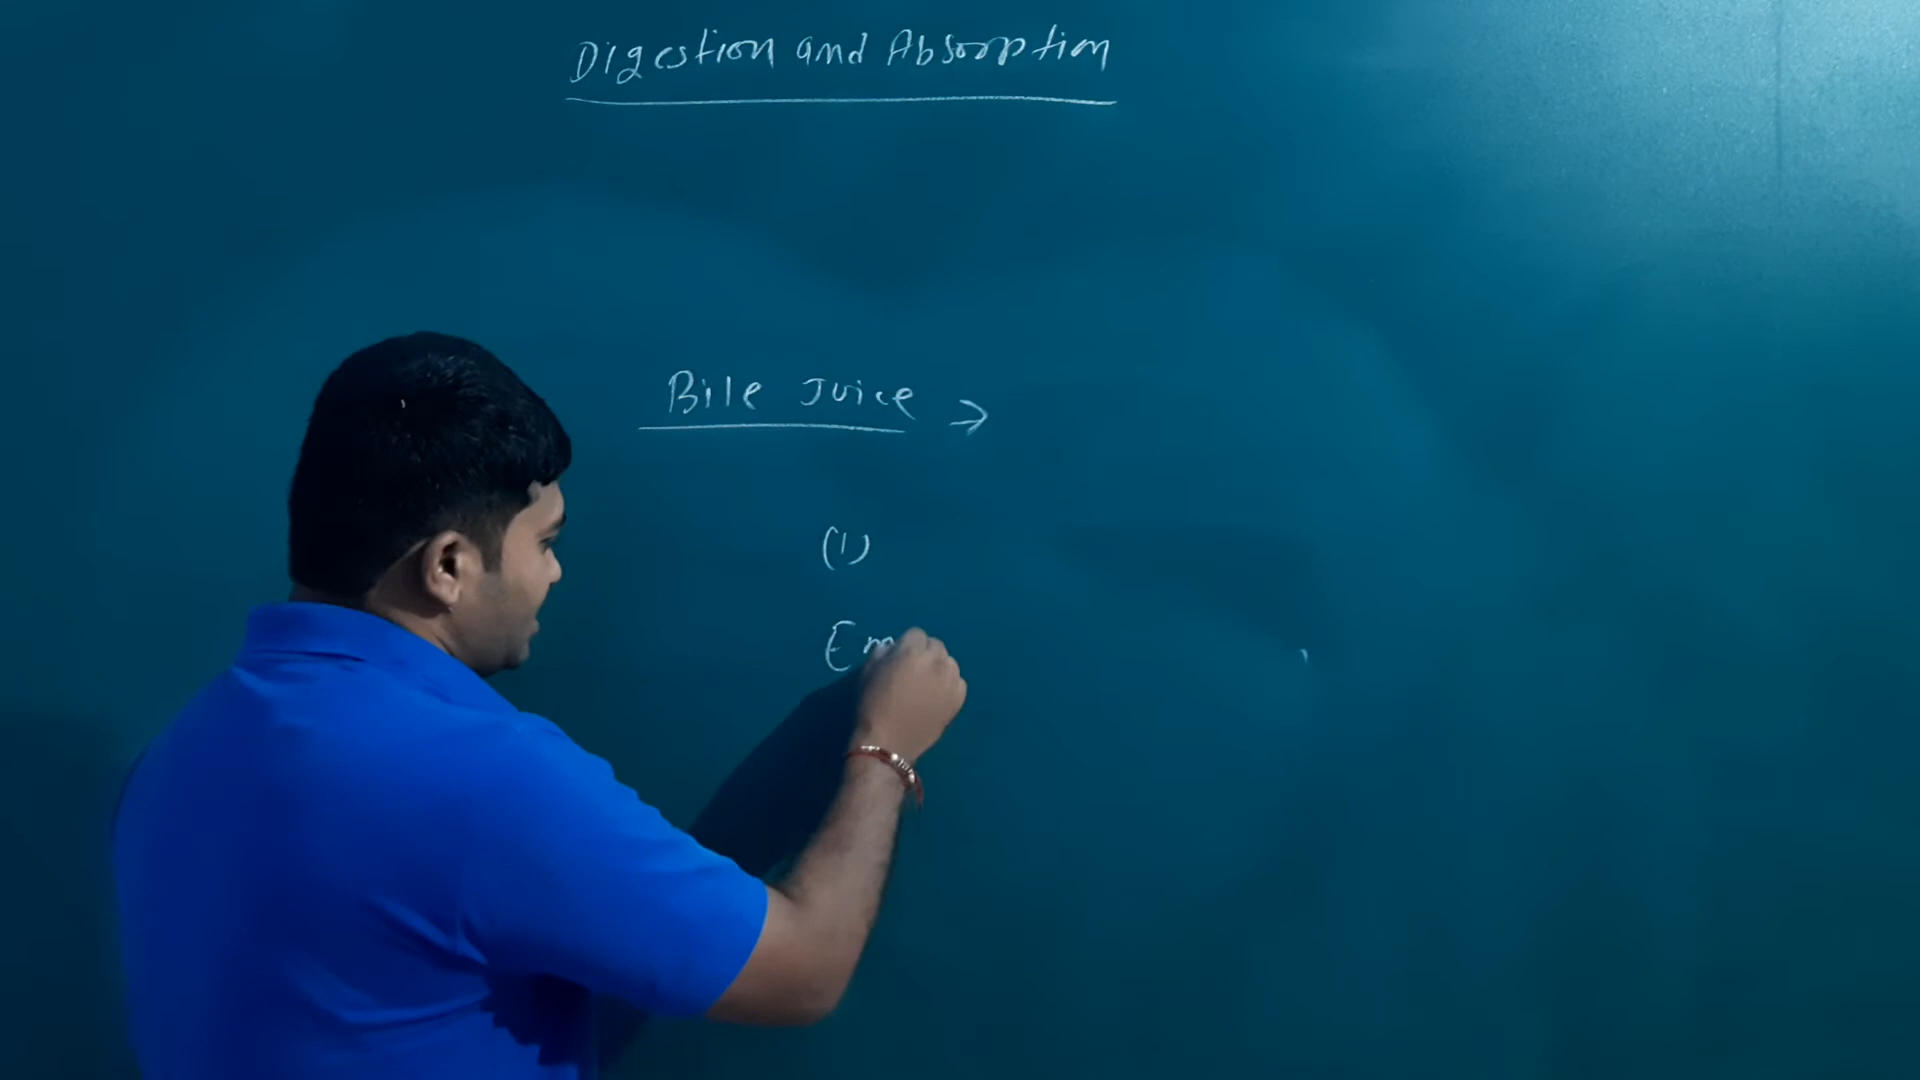 Digestion and Absorption
Bile Juice →
(1)
Em